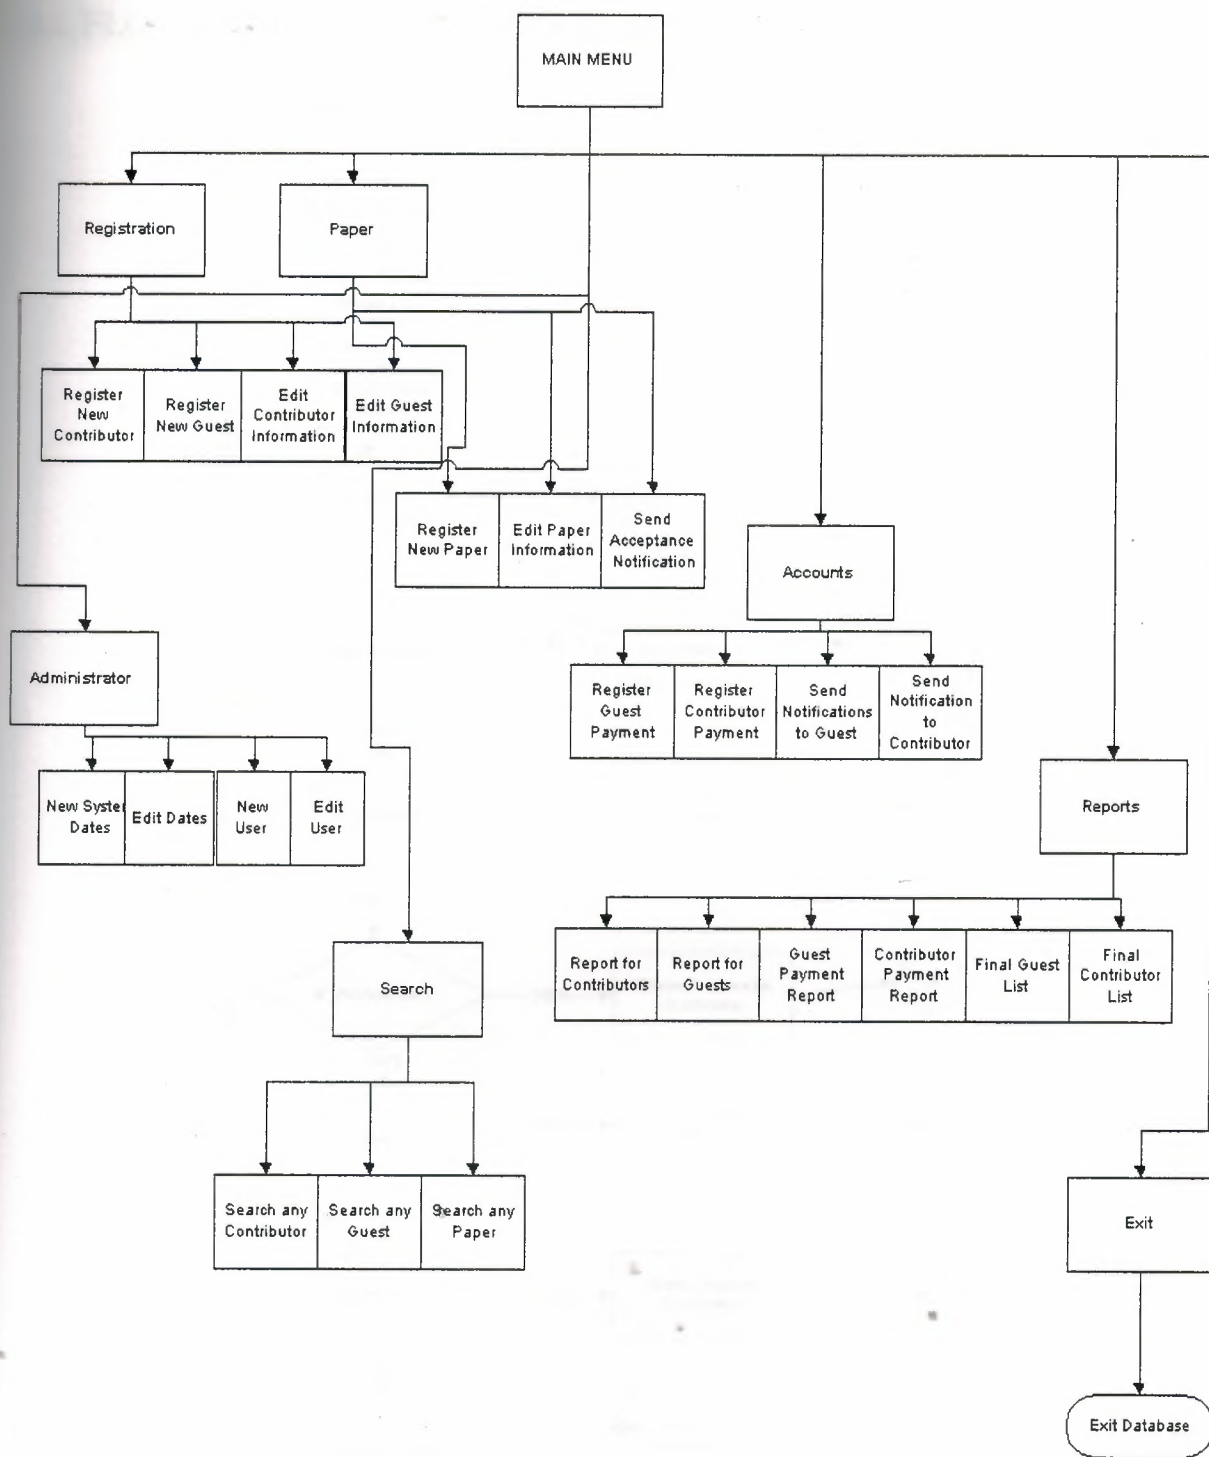 MAIN MENU
Registration
Paper
Register
New
Contributor
Register
New Guest
Edit
Contributor
Information
Edit Guest
Information
Register
New Paper
Edit Paper
Information
Send
Acceptance
Notification
Accounts
Administrator
Register
Guest
Payment
Register
Contributor
Payment
Send
Notifications
to Guest
Send
Notification
to
Contributor
New System
Dates
Edit Dates
New
User
Edit
User
Reports
Search
Report for
Contributors
Report for
Guests
Guest
Payment
Report
Contributor
Payment
Report
Final Guest
List
Final
Contributor
List
Search any
Contributor
Search any
Guest
Search any
Paper
Exit
Exit Database